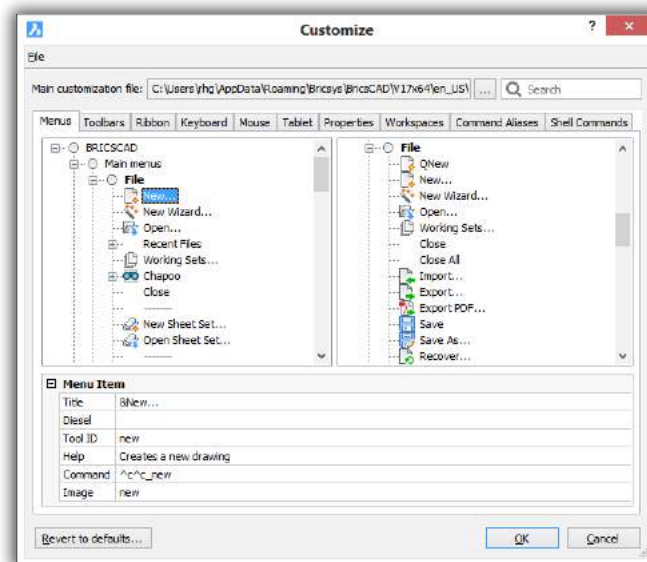 Customize
?
×
File
Main customization file: C:\Users\rhg\AppData\Roaming\Bricsys\BricsCAD\V17x64\en_US\ ... Search
Menus Toolbars Ribbon Keyboard Mouse Tablet Properties Workspaces Command Aliases Shell Commands
BRICSCAD
Main menus
File
New...
New Wizard...
Open...
Recent Files
Working Sets...
Chapoo
Close
New Sheet Set...
Open Sheet Set...
File
QNew
New...
New Wizard...
Open...
Working Sets...
Close
Close All
Import...
Export...
Export PDF...
Save
Save As...
Recover...
Menu Item
Title &New...
Diesel
Tool ID new
Help Creates a new drawing
Command ^c^c_new
Image new
Revert to defaults...
OK
Cancel